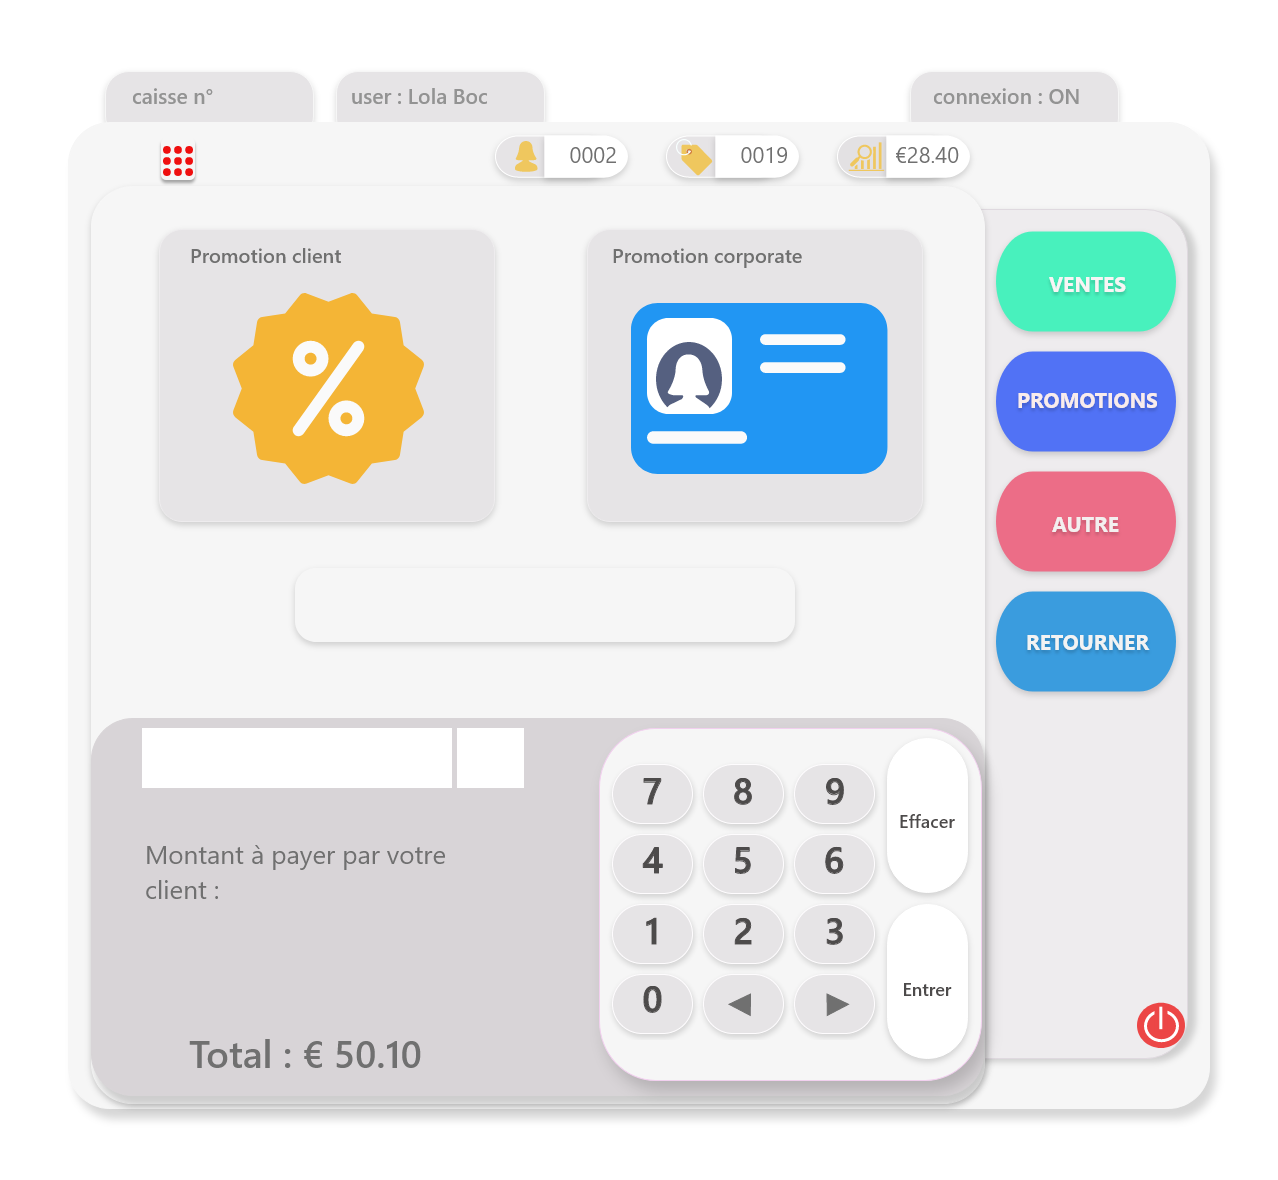 caisse n°
user : Lola Boc
connexion : ON
0002
0019
€28.40
Promotion client
Promotion corporate
%
VENTES
PROMOTIONS
AUTRE
RETOURNER
Montant à payer par votre
client :
Total : € 50.10
7 8 9
4 5 6
1 2 3
0 ◀ ▶
Effacer
Entrer